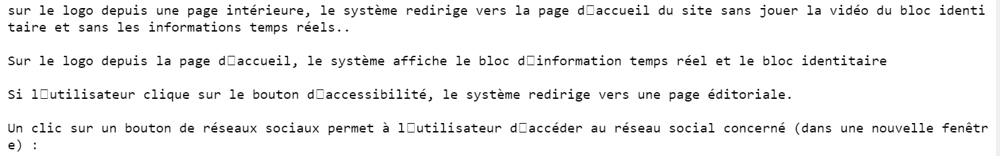 sur le logo depuis une page intérieure, le système redirige vers la page d□accueil du site sans jouer la vidéo du bloc identi
taire et sans les informations temps réels..
Sur le logo depuis la page d□accueil, le système affiche le bloc d□information temps réel et le bloc identitaire
Si l□utilisateur clique sur le bouton d□accessibilité, le système redirige vers une page éditoriale.
Un clic sur un bouton de réseaux sociaux permet à l□utilisateur d□accéder au réseau social concerné (dans une nouvelle fenêtr
e) :